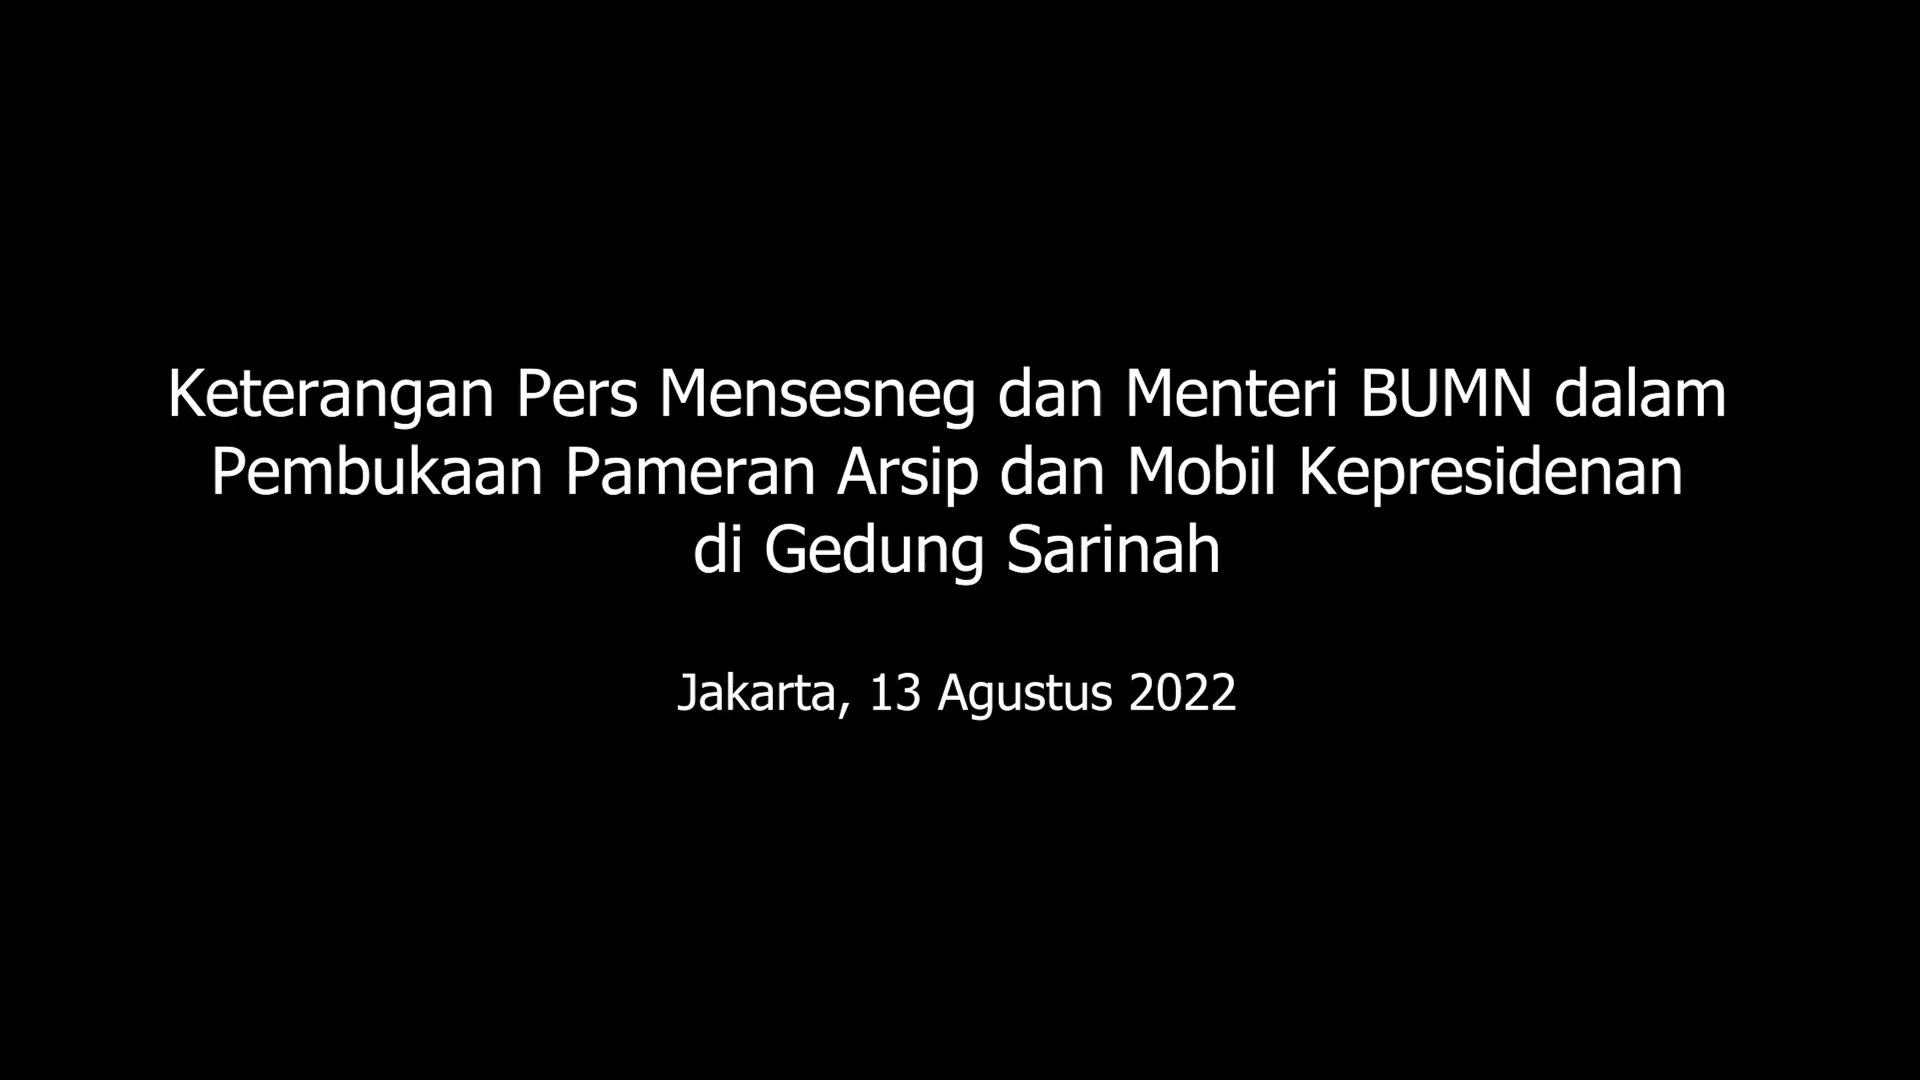 Keterangan Pers Mensesneg dan Menteri BUMN dalam
Pembukaan Pameran Arsip dan Mobil Kepresidenan
di Gedung Sarinah
Jakarta, 13 Agustus 2022